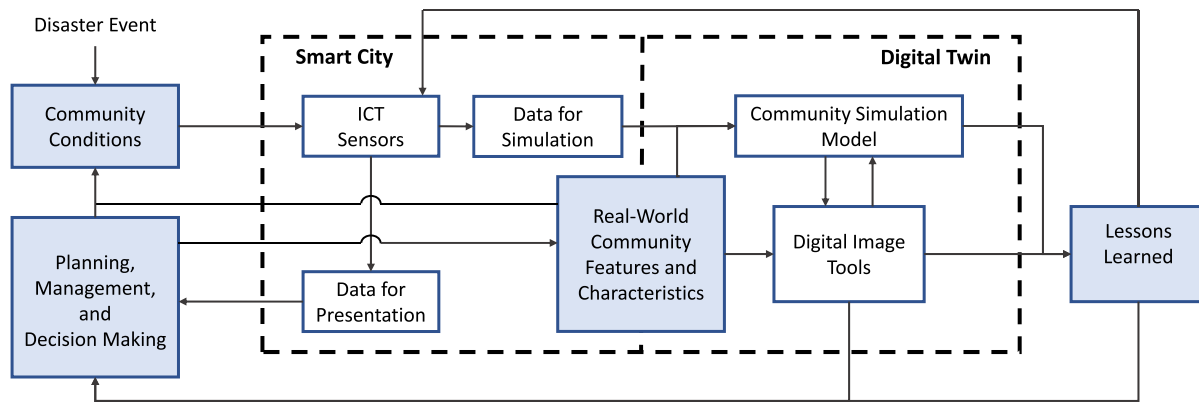 Disaster Event
Smart City
Digital Twin
Community
Conditions
ICT
Sensors
Data for
Simulation
Community Simulation
Model
Planning,
Management,
and
Decision Making
Data for
Presentation
Real-World
Community
Features and
Characteristics
Digital Image
Tools
Lessons
Learned